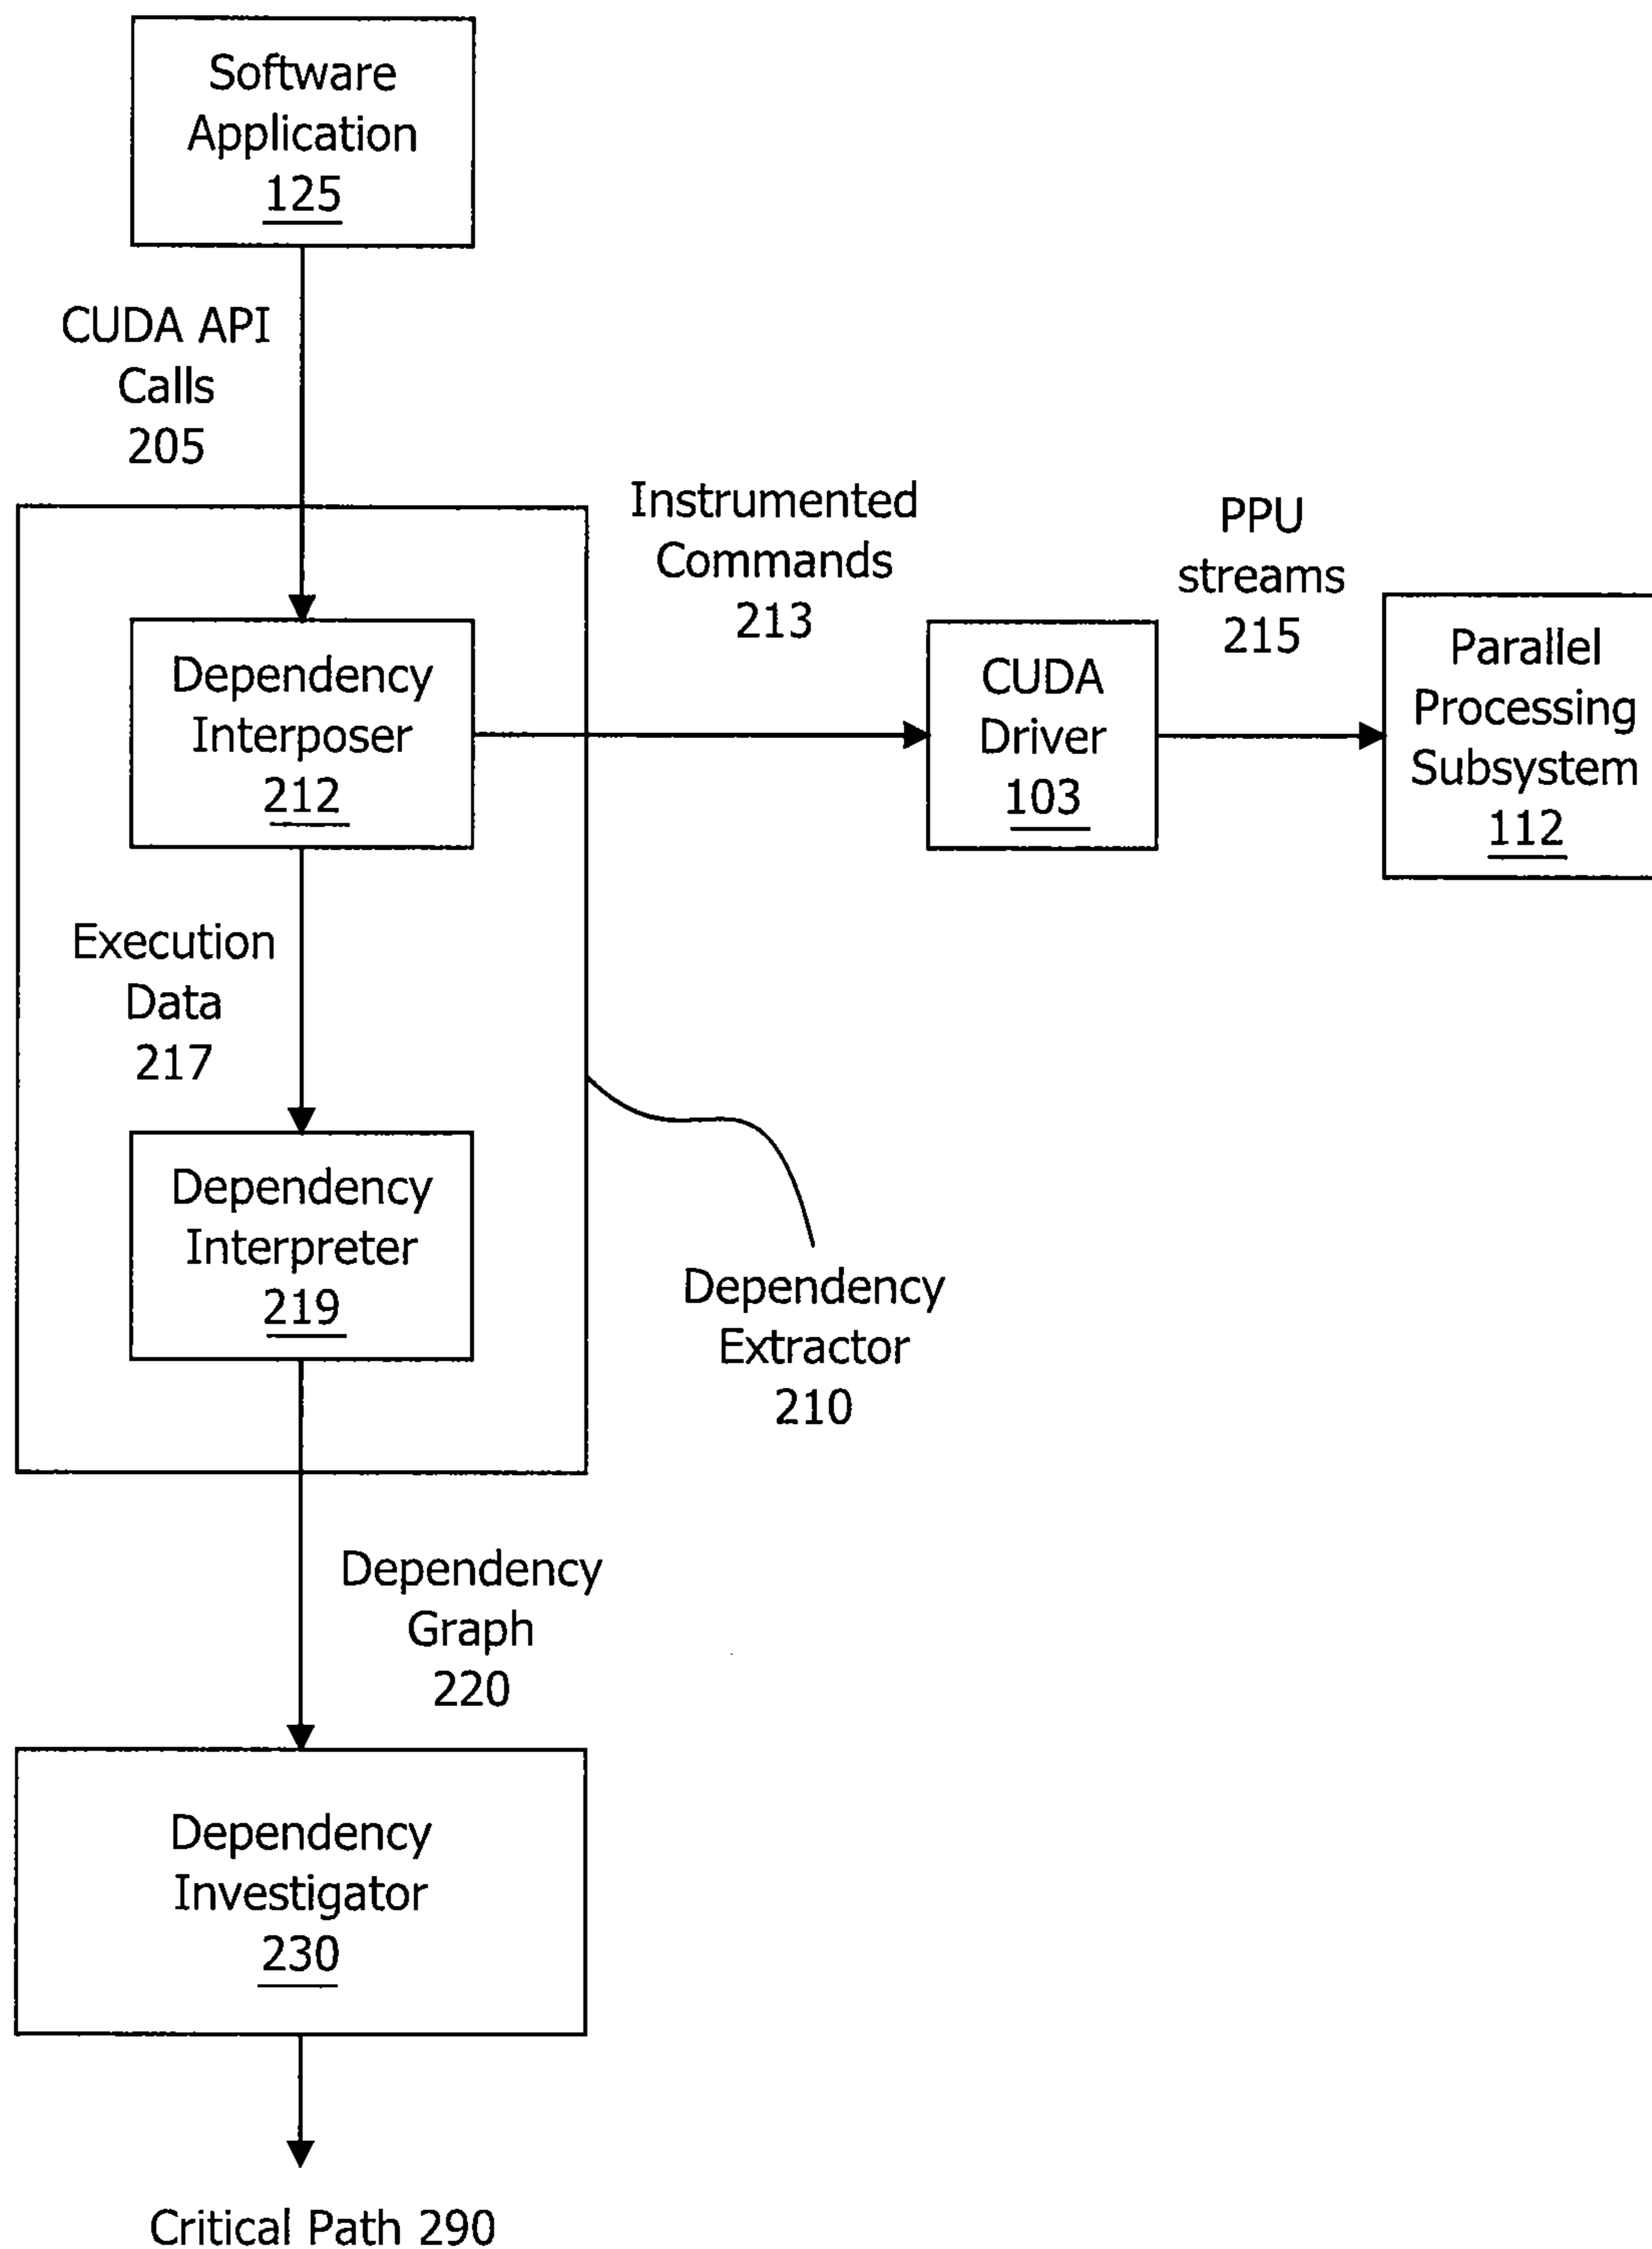 Software
Application
125
CUDA API
Calls
205
Instrumented
Commands
213
PPU
streams
215
Dependency
Interposer
212
CUDA
Driver
103
Parallel
Processing
Subsystem
112
Execution
Data
217
Dependency
Interpreter
219
Dependency
Extractor
210
Dependency
Graph
220
Dependency
Investigator
230
Critical Path 290